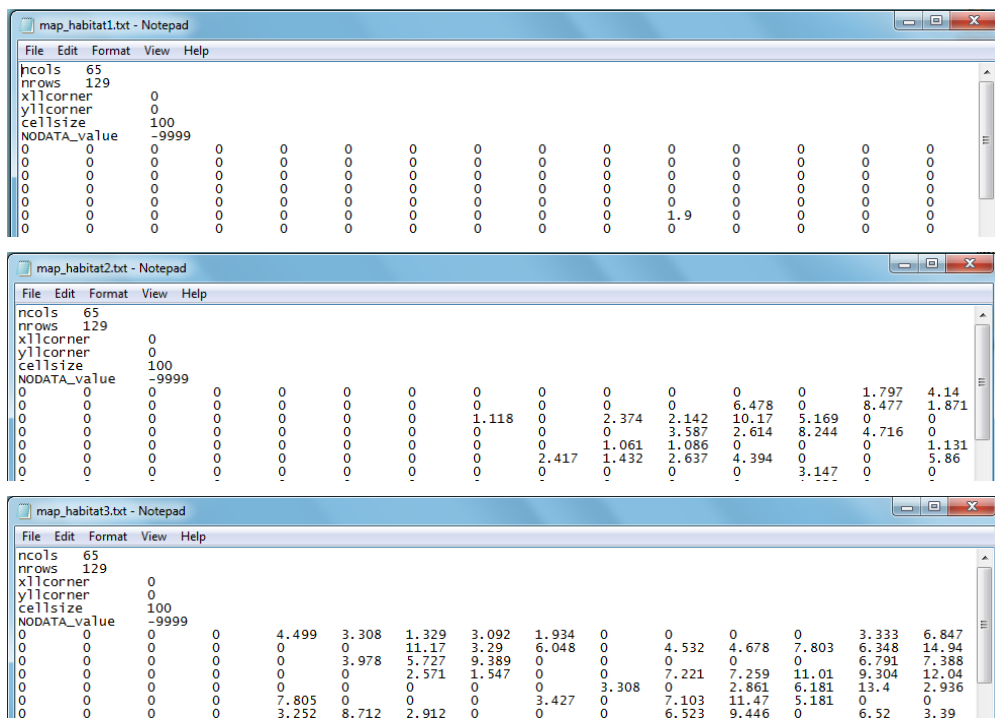 map_habitat1.txt - Notepad
File Edit Format View Help
ncols 65
nrows 129
xllcorner 0
yllcorner 0
cellsize 100
NODATA_value -9999
0 0 0 0 0 0 0 0 0 0 0 0 0 0 0
0 0 0 0 0 0 0 0 0 0 0 0 0 0 0
0 0 0 0 0 0 0 0 0 0 0 0 0 0 0
0 0 0 0 0 0 0 0 0 0 0 0 0 0 0
0 0 0 0 0 0 0 0 0 0 0 0 0 0 0
0 0 0 0 0 0 0 0 0 0 1.9 0 0 0 0
0 0 0 0 0 0 0 0 0 0 0 0 0 0 0
map_habitat2.txt - Notepad
File Edit Format View Help
ncols 65
nrows 129
xllcorner 0
yllcorner 0
cellsize 100
NODATA_value -9999
0 0 0 0 0 0 0 0 0 0 0 0 0 1.797 4.14
0 0 0 0 0 0 0 0 0 0 0 6.478 0 8.477 1.871
0 0 0 0 0 0 0 1.118 0 2.374 2.142 10.17 5.169 0 0
0 0 0 0 0 0 0 0 0 0 3.587 2.614 8.244 4.716 0
0 0 0 0 0 0 0 0 0 1.061 1.086 0 0 0 1.131
0 0 0 0 0 0 0 0 2.417 1.432 2.637 4.394 0 0 5.86
0 0 0 0 0 0 0 0 0 0 0 0 3.147 0 0
map_habitat3.txt - Notepad
File Edit Format View Help
ncols 65
nrows 129
xllcorner 0
yllcorner 0
cellsize 100
NODATA_value -9999
0 0 0 0 4.499 3.308 1.329 3.092 1.934 0 0 0 0 3.333 6.847
0 0 0 0 0 0 11.17 3.29 6.048 0 4.532 4.678 7.803 6.348 14.94
0 0 0 0 0 3.978 5.727 9.389 0 0 0 0 0 6.791 7.388
0 0 0 0 0 0 2.571 1.547 0 0 7.221 7.259 11.01 9.304 12.04
0 0 0 0 0 0 0 0 0 3.308 0 2.861 6.181 13.4 2.936
0 0 0 0 7.805 0 0 0 3.427 0 7.103 11.47 5.181 0 0
0 0 0 0 3.252 8.712 2.912 0 0 0 6.523 9.446 0 6.52 3.39